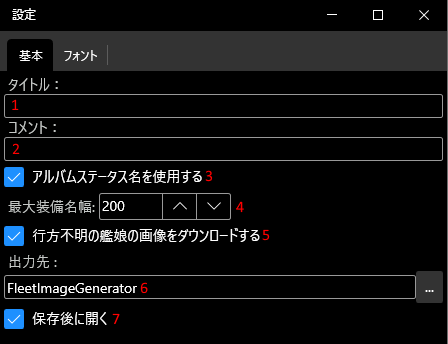 設定
基本 フォント
タイトル：
1
コメント：
2
アルバムステータス名を使用する 3
最大装備名幅: 200 4
行方不明の艦娘の画像をダウンロードする 5
出力先：
FleetImageGenerator 6 ...
保存後に開く 7